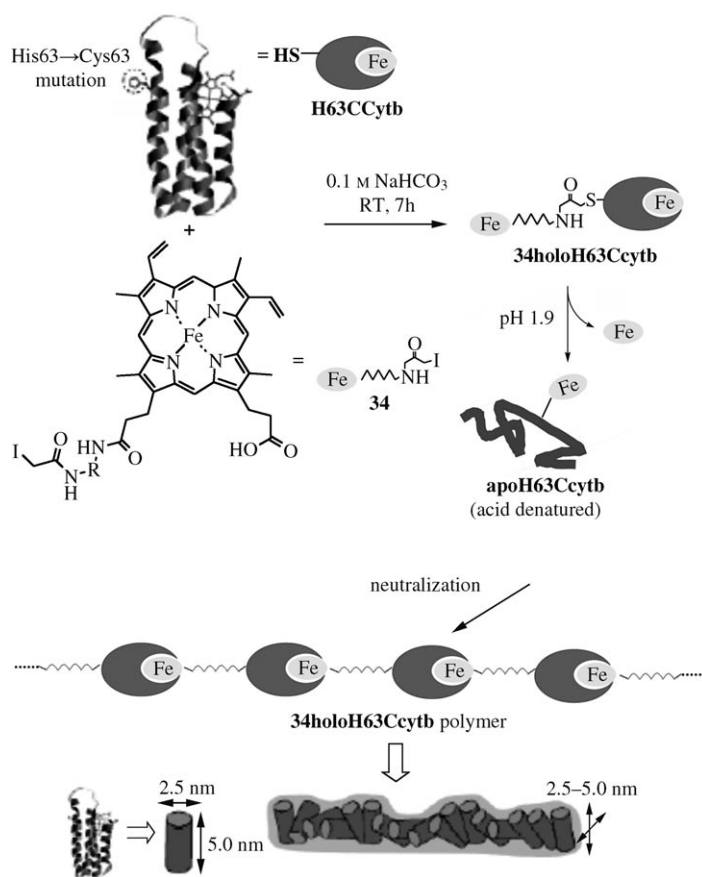 His63→Cys63
mutation
= HS
Fe
H63CCytb
+
0.1 M NaHCO₃
RT, 7h
Fe
O
NH
S
Fe
34holoH63Ccytb
pH 1.9
Fe
N
N
Fe
N
N
=
Fe
O
I
NH
34
I
O
N
H
R
HN
O
HO
O
Fe
apoH63Ccytb
(acid denatured)
neutralization
Fe
Fe
Fe
Fe
34holoH63Ccytb polymer
2.5 nm
5.0 nm
2.5–5.0 nm